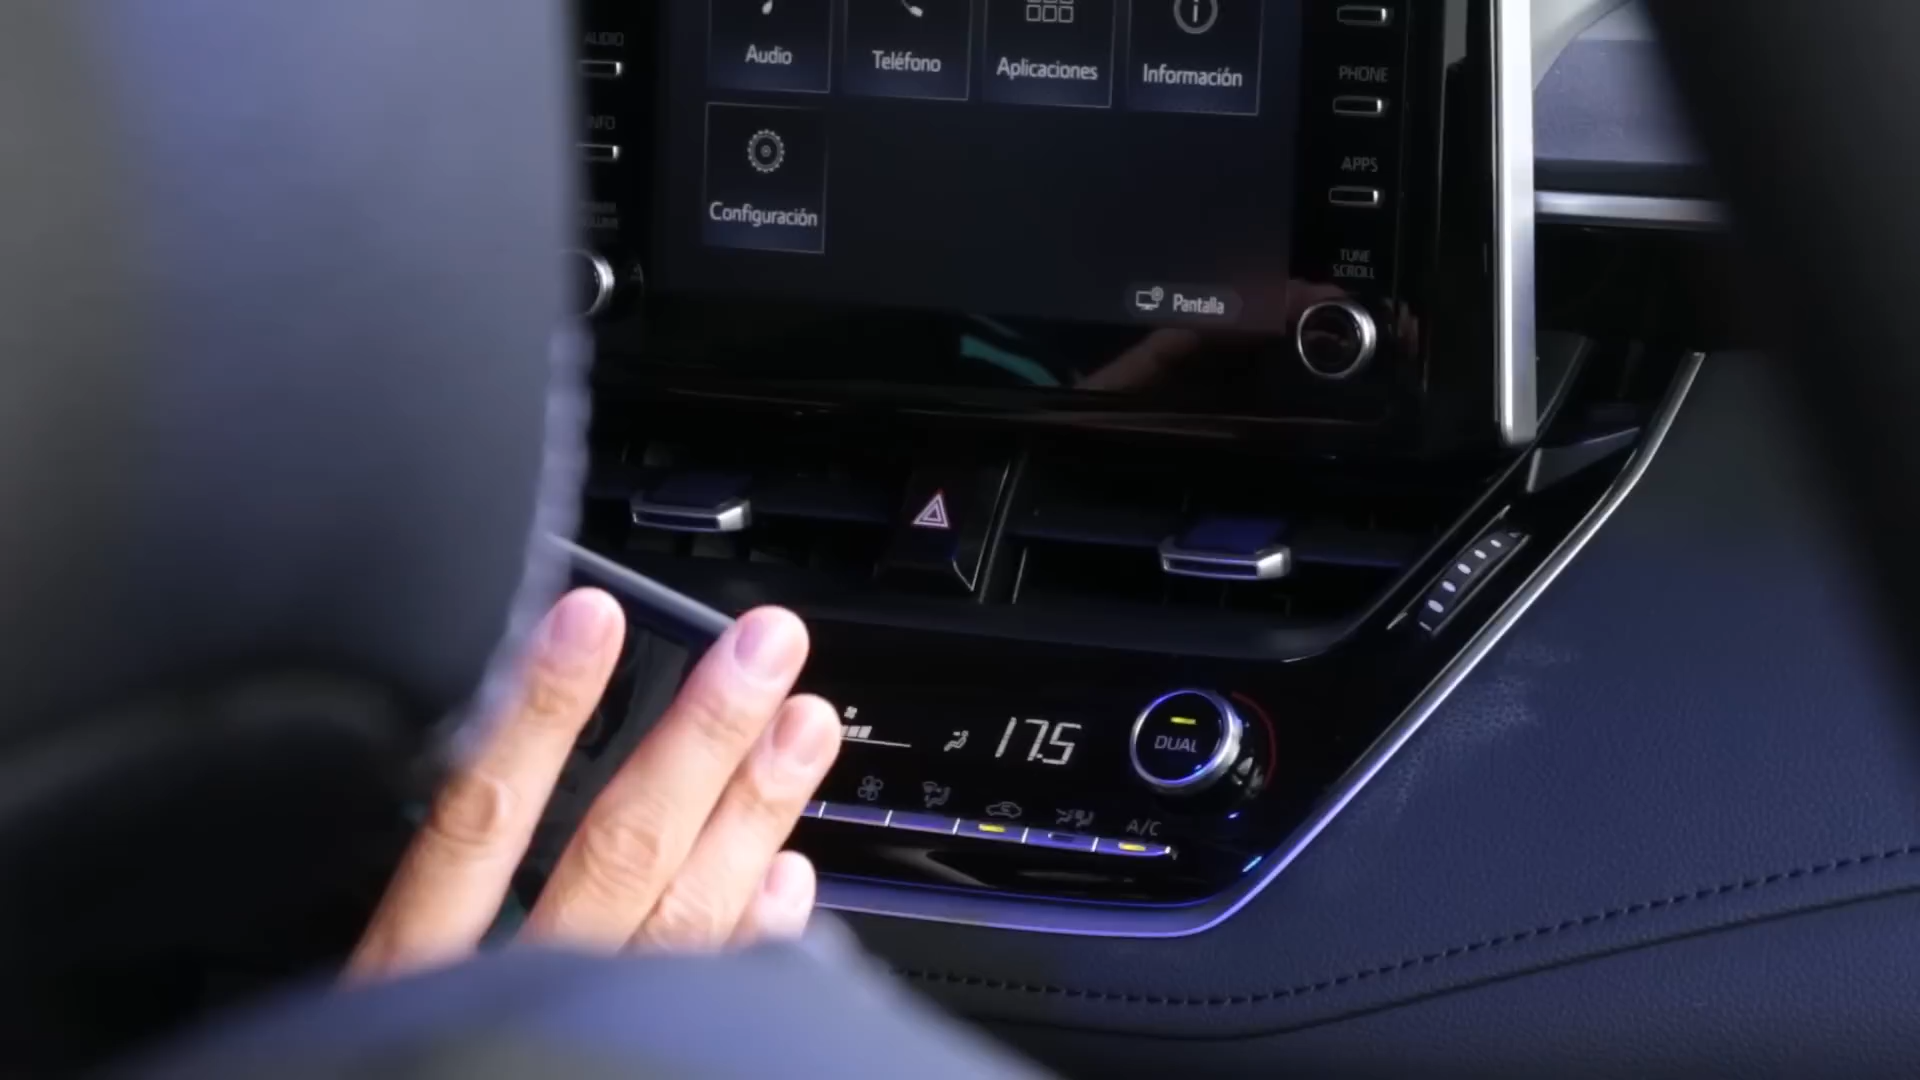 AUDIO
INFO
Audio
Teléfono
Aplicaciones
Información
Configuración
Pantalla
PHONE
APPS
TUNE
SCROLL
17.5
DUAL
A/C